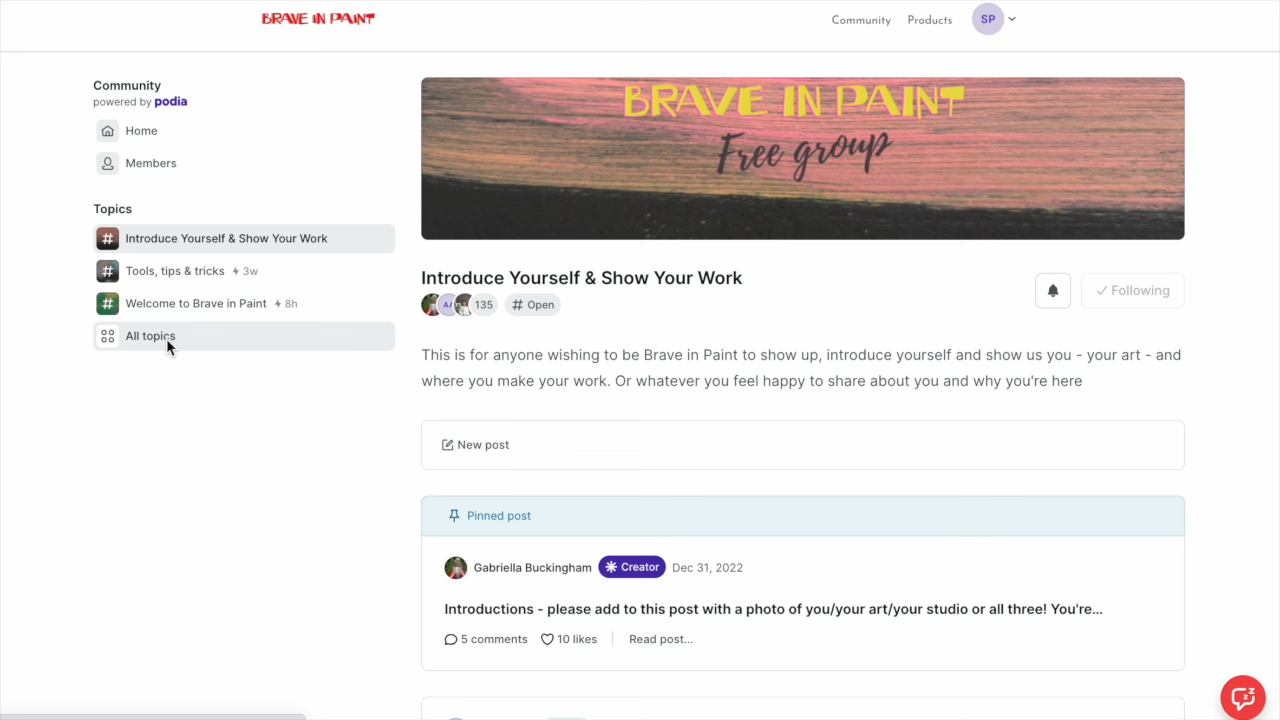 BRAVE IN PAINT
Community
Products
SP
Community
powered by podia
Home
Members
Topics
# Introduce Yourself & Show Your Work
# Tools, tips & tricks 3w
# Welcome to Brave in Paint 8h
All topics
BRAVE IN PAINT
Free group
Introduce Yourself & Show Your Work
135 # Open
Following
This is for anyone wishing to be Brave in Paint to show up, introduce yourself and show us you - your art - and
where you make your work. Or whatever you feel happy to share about you and why you're here
New post
Pinned post
Gabriella Buckingham Creator Dec 31, 2022
Introductions - please add to this post with a photo of you/your art/your studio or all three! You're...
5 comments 10 likes Read post...